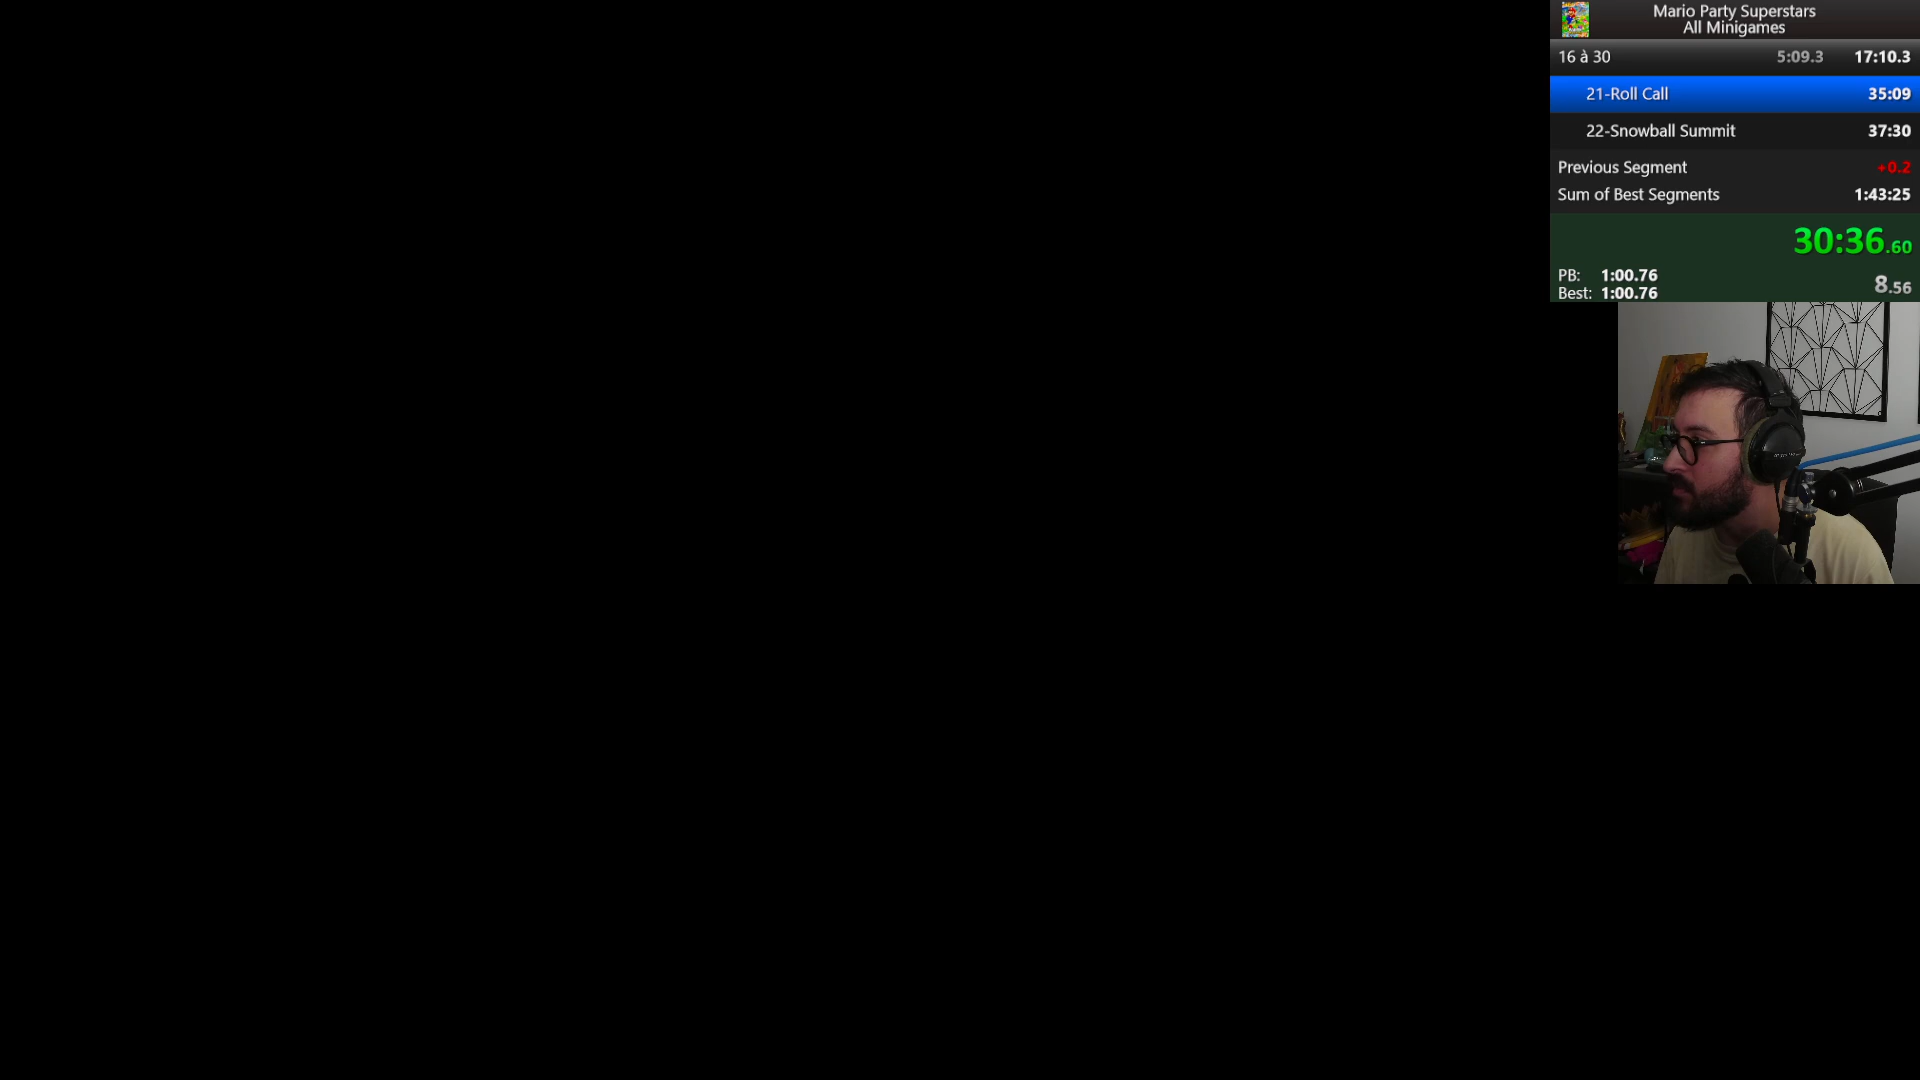 Mario Party Superstars
All Minigames
16 à 30 5:09.3 17:10.3
21-Roll Call 35:09
22-Snowball Summit 37:30
Previous Segment +0.2
Sum of Best Segments 1:43:25
30:36.60
PB: 1:00.76
8.56
Best: 1:00.76